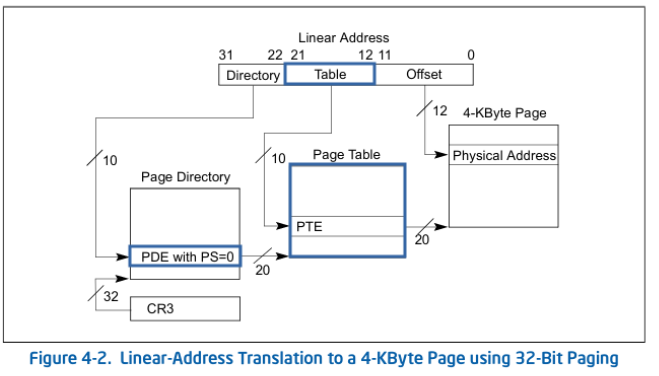 Linear Address
31 22 21 12 11 0
Directory Table Offset
12
4-KByte Page
10
10
Page Table
Physical Address
Page Directory
PTE
20
PDE with PS=0
20
32
CR3
Figure 4-2. Linear-Address Translation to a 4-KByte Page using 32-Bit Paging